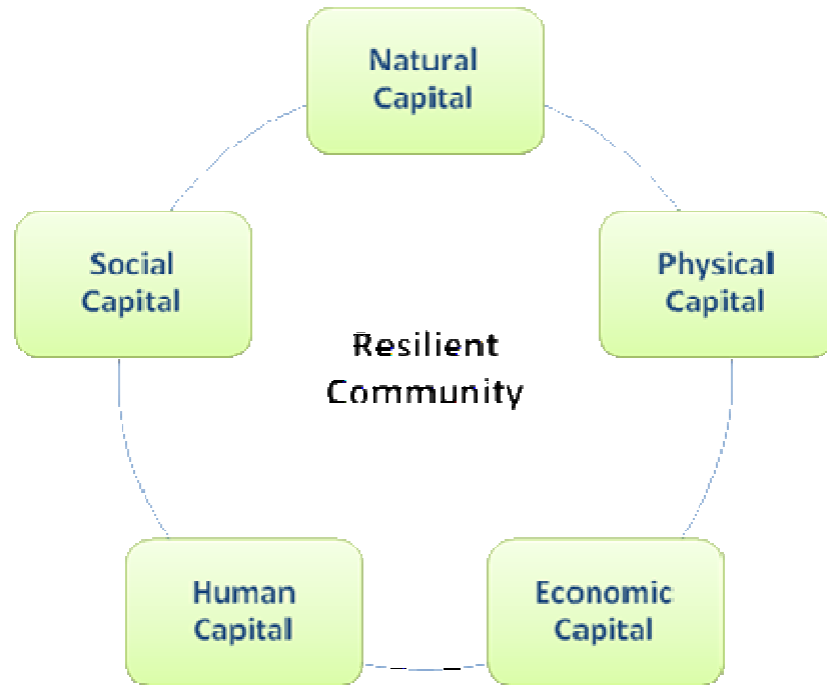 Natural
Capital
Social
Capital
Physical
Capital
Resilient
Community
Human
Capital
Economic
Capital